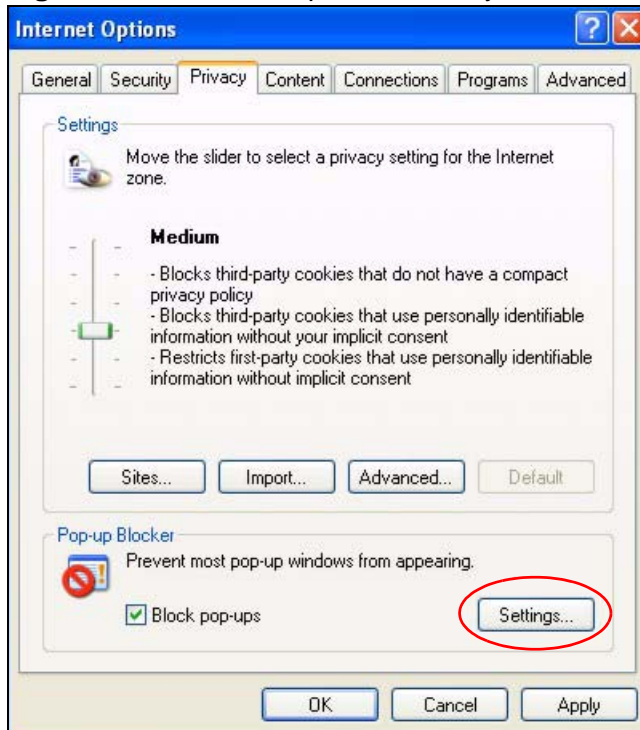 Internet Options
General Security Privacy Content Connections Programs Advanced
Settings
Move the slider to select a privacy setting for the Internet
zone.
Medium
- Blocks third-party cookies that do not have a compact
privacy policy
- Blocks third-party cookies that use personally identifiable
information without your implicit consent
- Restricts first-party cookies that use personally identifiable
information without implicit consent
Sites... Import... Advanced... Default
Pop-up Blocker
Prevent most pop-up windows from appearing.
Block pop-ups Settings...
OK Cancel Apply